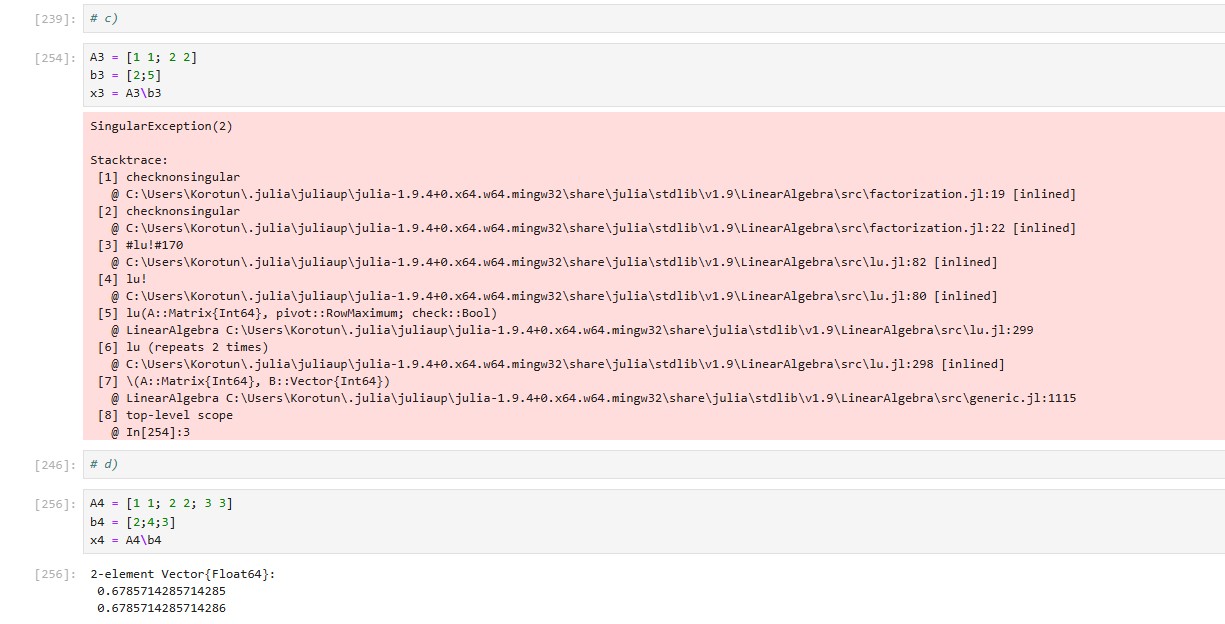 [239]: # c)
[254]: A3 = [1 1; 2 2]
b3 = [2;5]
x3 = A3\b3
SingularException(2)
Stacktrace:
[1] checknonsingular
@ C:\Users\Korotun\.julia\juliaup\julia-1.9.4+0.x64.w64.mingw32\share\julia\stdlib\v1.9\LinearAlgebra\src\factorization.jl:19 [inlined]
[2] checknonsingular
@ C:\Users\Korotun\.julia\juliaup\julia-1.9.4+0.x64.w64.mingw32\share\julia\stdlib\v1.9\LinearAlgebra\src\factorization.jl:22 [inlined]
[3] #lu!#170
@ C:\Users\Korotun\.julia\juliaup\julia-1.9.4+0.x64.w64.mingw32\share\julia\stdlib\v1.9\LinearAlgebra\src\lu.jl:82 [inlined]
[4] lu!
@ C:\Users\Korotun\.julia\juliaup\julia-1.9.4+0.x64.w64.mingw32\share\julia\stdlib\v1.9\LinearAlgebra\src\lu.jl:80 [inlined]
[5] lu(A::Matrix{Int64}, pivot::RowMaximum; check::Bool)
@ LinearAlgebra C:\Users\Korotun\.julia\juliaup\julia-1.9.4+0.x64.w64.mingw32\share\julia\stdlib\v1.9\LinearAlgebra\src\lu.jl:299
[6] lu (repeats 2 times)
@ C:\Users\Korotun\.julia\juliaup\julia-1.9.4+0.x64.w64.mingw32\share\julia\stdlib\v1.9\LinearAlgebra\src\lu.jl:298 [inlined]
[7] \(A::Matrix{Int64}, B::Vector{Int64})
@ LinearAlgebra C:\Users\Korotun\.julia\juliaup\julia-1.9.4+0.x64.w64.mingw32\share\julia\stdlib\v1.9\LinearAlgebra\src\generic.jl:1115
[8] top-level scope
@ In[254]:3
[246]: # d)
[256]: A4 = [1 1; 2 2; 3 3]
b4 = [2;4;3]
x4 = A4\b4
[256]: 2-element Vector{Float64}:
0.6785714285714285
0.6785714285714286